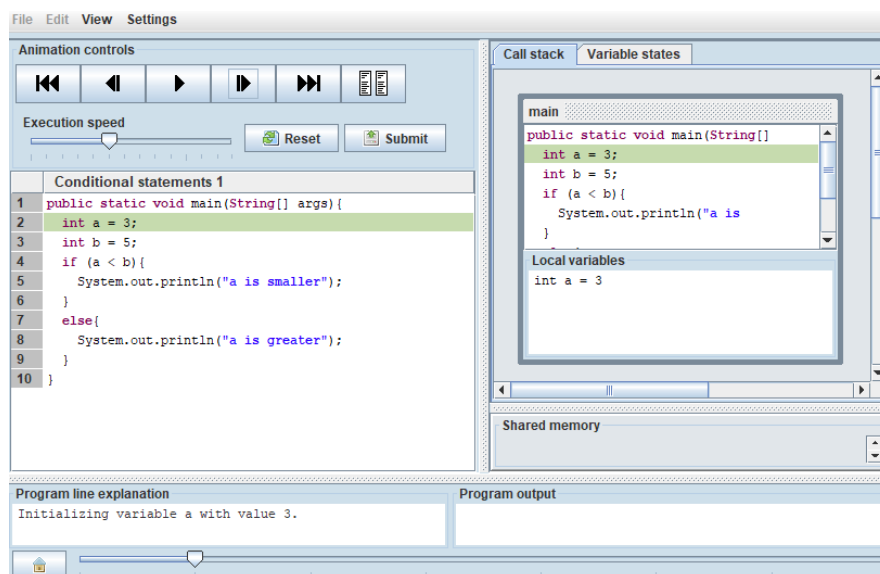 File Edit View Settings
Animation controls
Execution speed
Reset
Submit
Conditional statements 1
1 public static void main(String[] args){
2 int a = 3;
3 int b = 5;
4 if (a < b){
5 System.out.println("a is smaller");
6 }
7 else{
8 System.out.println("a is greater");
9 }
10 }
Call stack
Variable states
main
public static void main(String[]
int a = 3;
int b = 5;
if (a < b){
System.out.println("a is
}
Local variables
int a = 3
Shared memory
Program line explanation
Initializing variable a with value 3.
Program output